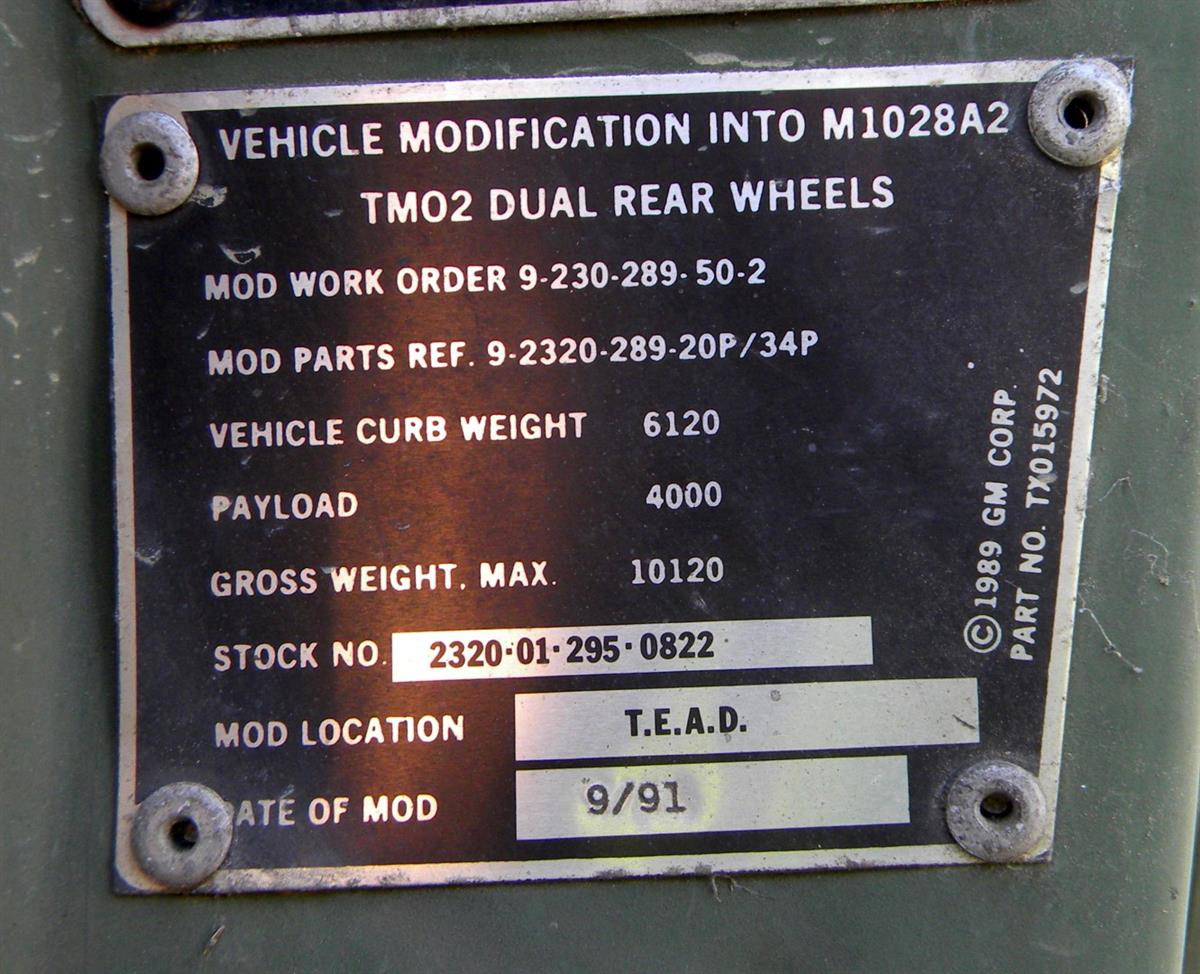 VEHICLE MODIFICATION INTO M1028A2
TM02 DUAL REAR WHEELS
MOD WORK ORDER 9-230-289-50-2
MOD PARTS REF. 9-2320-289-20P/34P
VEHICLE CURB WEIGHT 6120
PAYLOAD 4000
GROSS WEIGHT, MAX. 10120
STOCK NO. 2320·01·295·0822
MOD LOCATION T.E.A.D.
DATE OF MOD 9/91
© 1989 GM CORP.
PART NO. TX015972